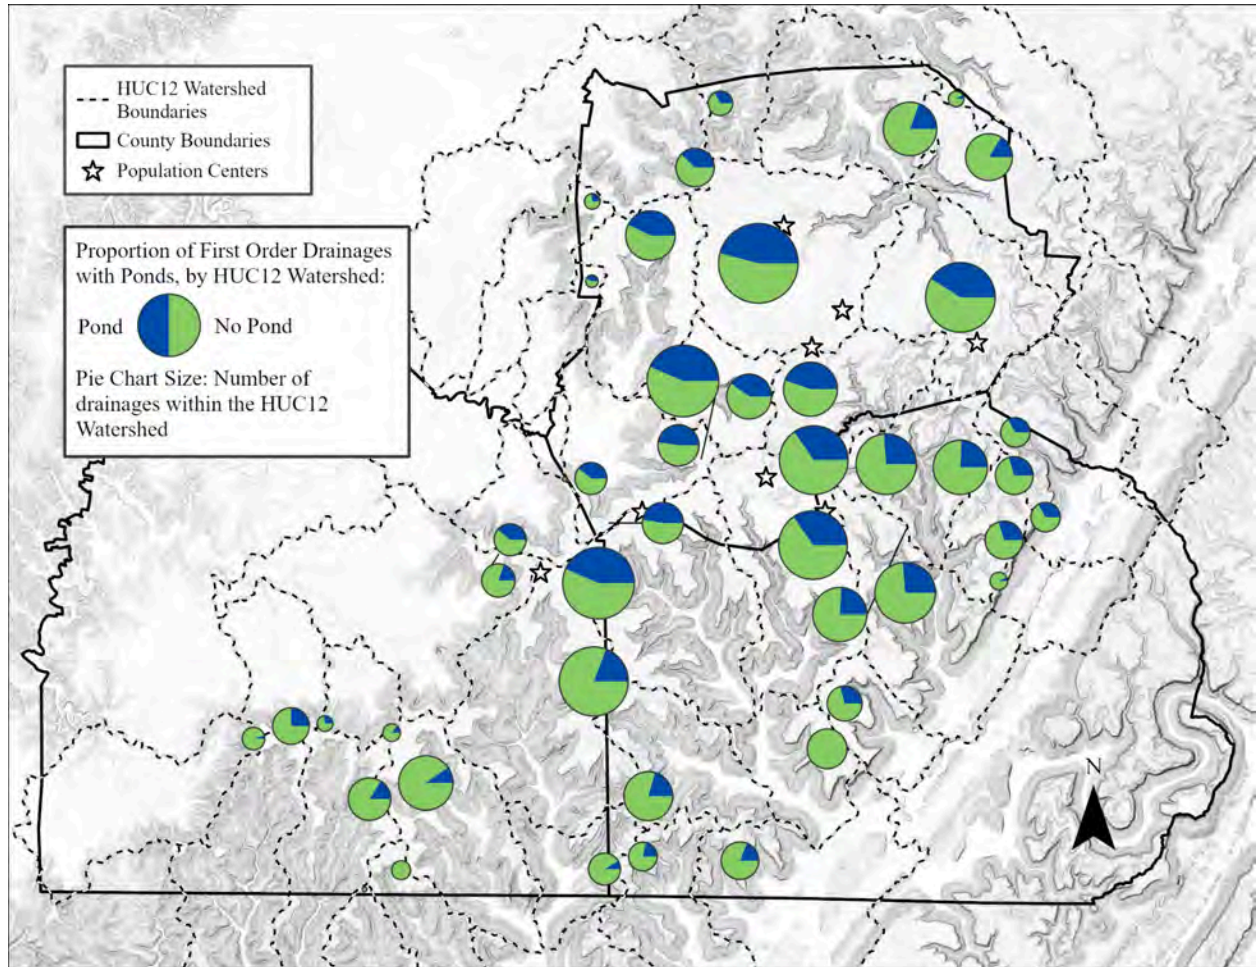 HUC12 Watershed
Boundaries
County Boundaries
Population Centers
Proportion of First Order Drainages
with Ponds, by HUC12 Watershed:
Pond
No Pond
Pie Chart Size: Number of
drainages within the HUC12
Watershed
N